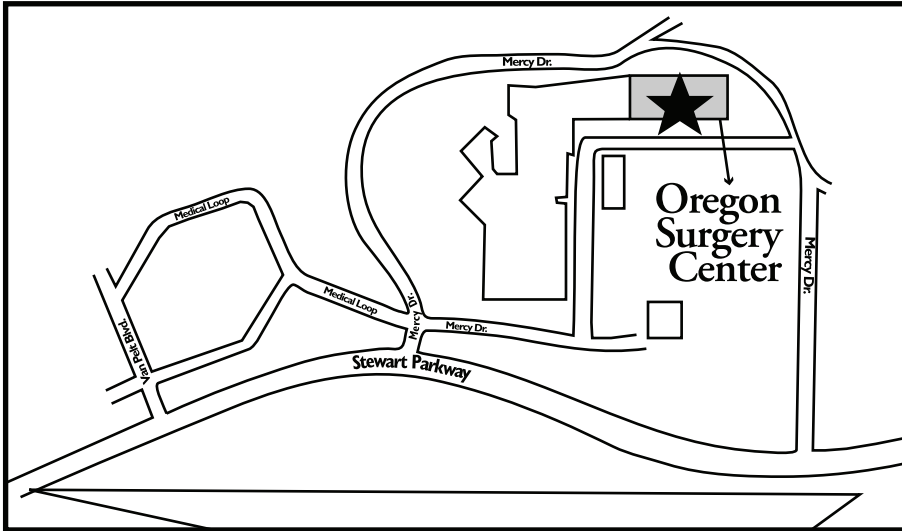 Mercy Dr.
Medical Loop
Oregon
Surgery
Center
Mercy Dr.
Medical Loop
Mercy Dr.
Mercy Dr.
Van Pelt Blvd.
Stewart Parkway